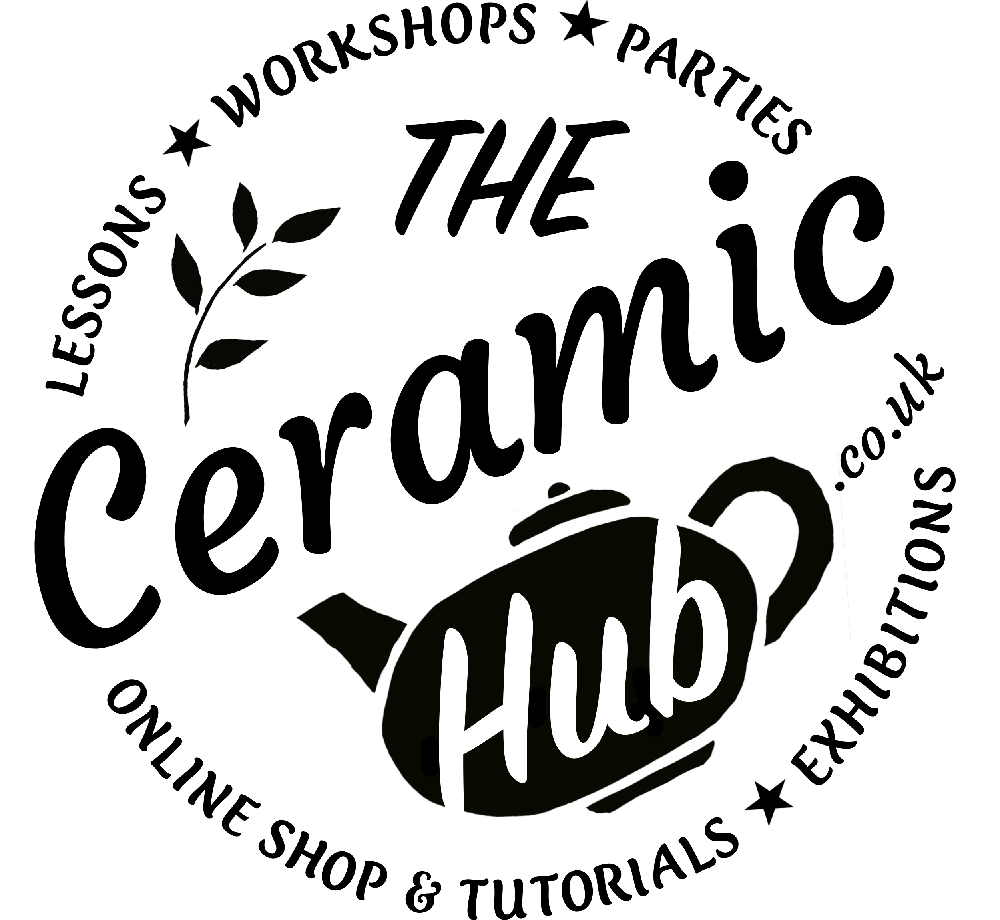 LESSONS ★ WORKSHOPS ★ PARTIES
THE
Ceramic
Hub
.co.uk
ONLINE SHOP & TUTORIALS ★ EXHIBITIONS